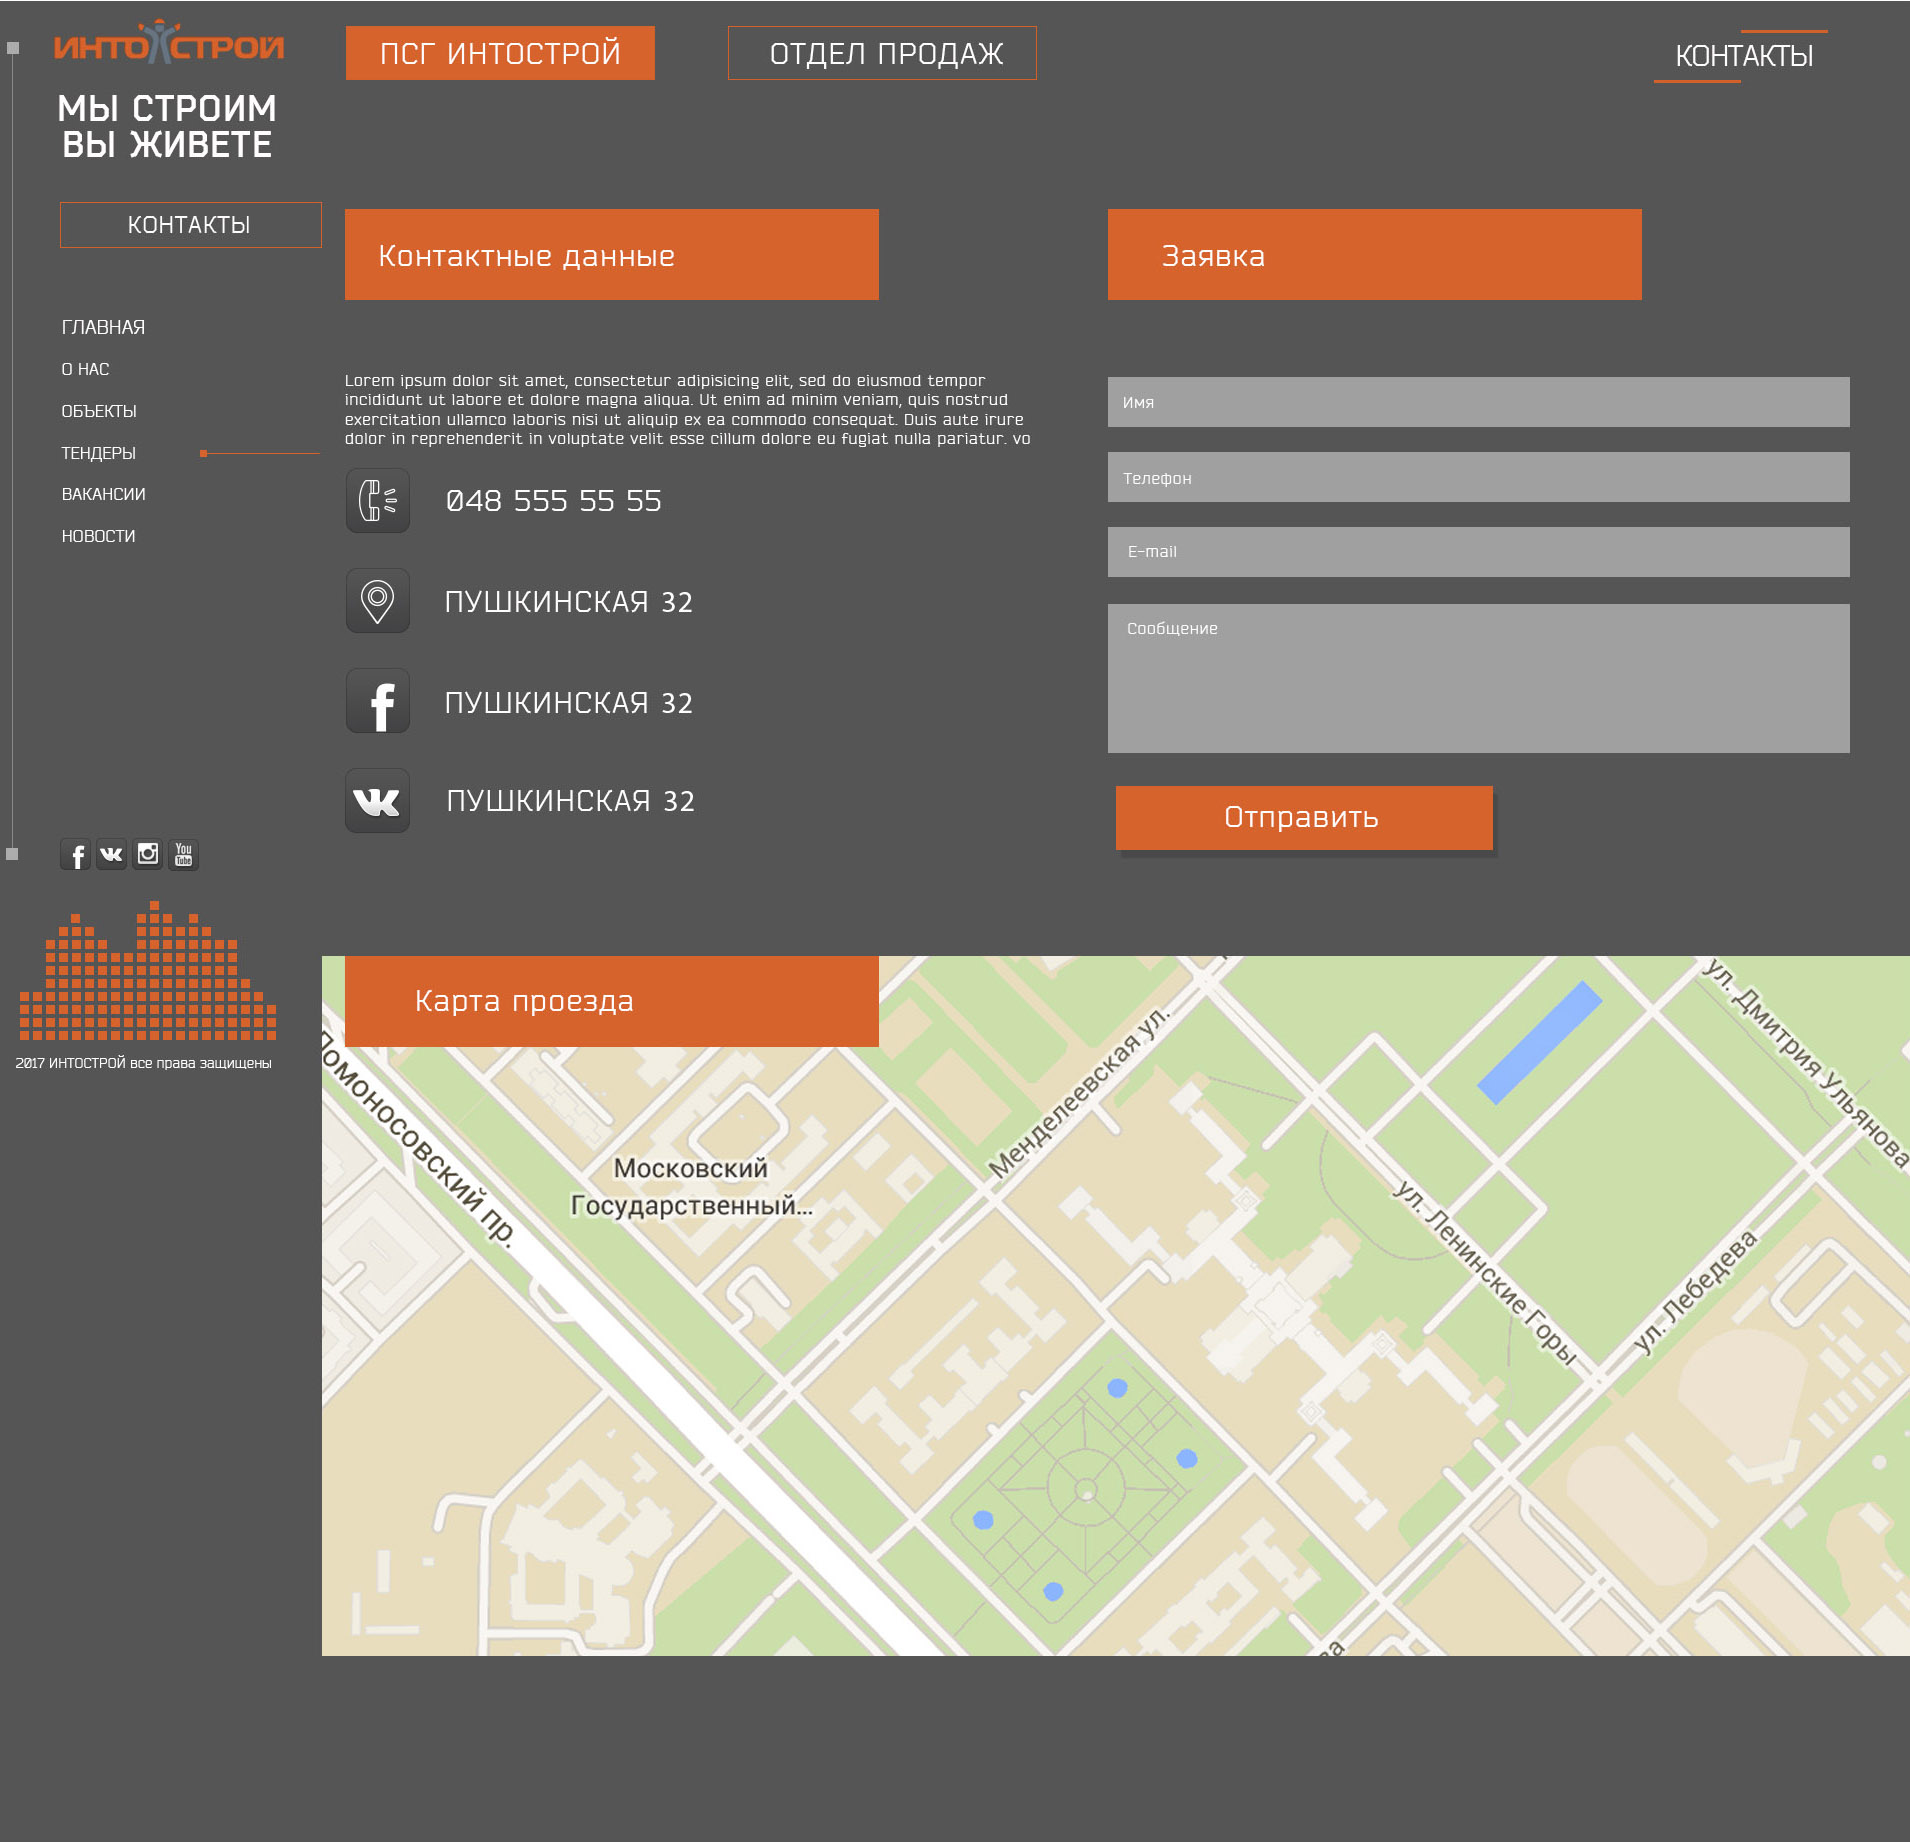 ИНТО СТРОЙ
МЫ СТРОИМ
ВЫ ЖИВЕТЕ
ПСГ ИНТОСТРОЙ
ОТДЕЛ ПРОДАЖ
КОНТАКТЫ
КОНТАКТЫ
ГЛАВНАЯ
О НАС
ОБЪЕКТЫ
ТЕНДЕРЫ
ВАКАНСИИ
НОВОСТИ
You
Tube
2017 ИНТОСТРОЙ все права защищены
Контактные данные
Lorem ipsum dolor sit amet, consectetur adipisicing elit, sed do eiusmod tempor
incididunt ut labore et dolore magna aliqua. Ut enim ad minim veniam, quis nostrud
exercitation ullamco laboris nisi ut aliquip ex ea commodo consequat. Duis aute irure
dolor in reprehenderit in voluptate velit esse cillum dolore eu fugiat nulla pariatur. vo
048 555 55 55
ПУШКИНСКАЯ 32
ПУШКИНСКАЯ 32
ПУШКИНСКАЯ 32
Заявка
Имя
Телефон
E-mail
Сообщение
Отправить
Карта проезда
Ломоносовский пр.
Московский
Государственный...
Менделеевская ул.
ул. Ленинские Горы
ул. Лебедева
ул. Дмитрия Ульянова